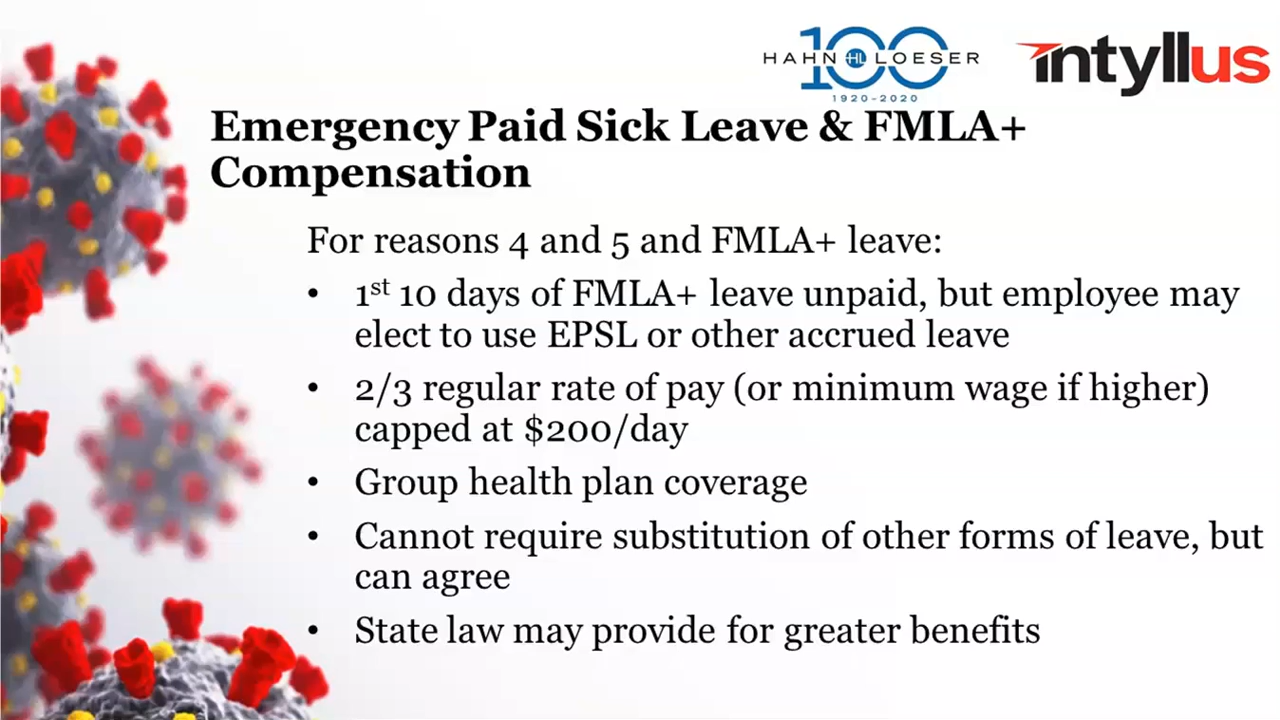 HAHN HL LOESER
100
1920-2020
intyllus
Emergency Paid Sick Leave & FMLA+
Compensation
For reasons 4 and 5 and FMLA+ leave:
• 1st 10 days of FMLA+ leave unpaid, but employee may
elect to use EPSL or other accrued leave
• 2/3 regular rate of pay (or minimum wage if higher)
capped at $200/day
• Group health plan coverage
• Cannot require substitution of other forms of leave, but
can agree
• State law may provide for greater benefits